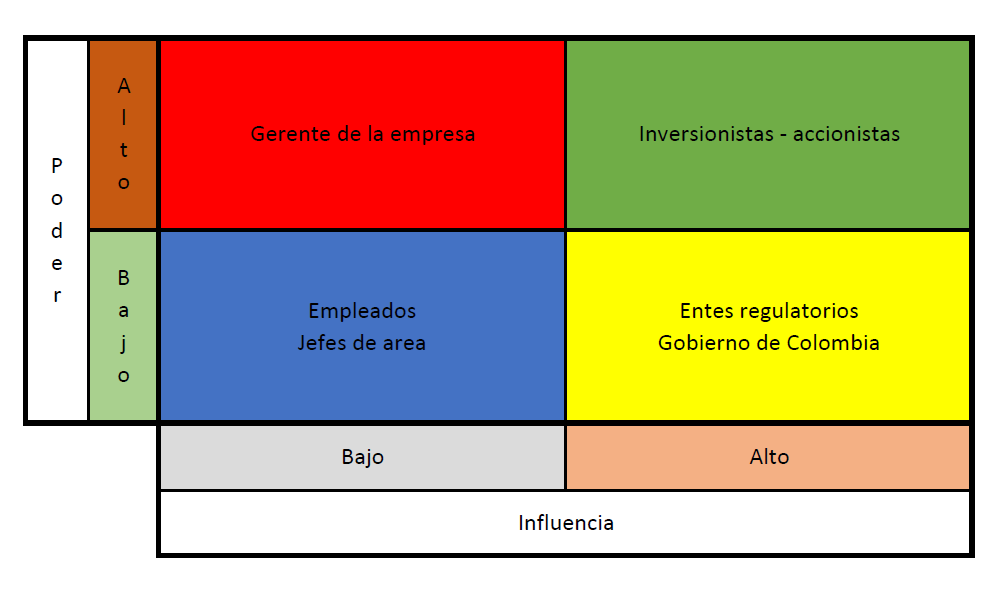 Poder
Alto
Gerente de la empresa
Inversionistas - accionistas
Bajo
Empleados
Jefes de area
Entes regulatorios
Gobierno de Colombia
Bajo
Alto
Influencia